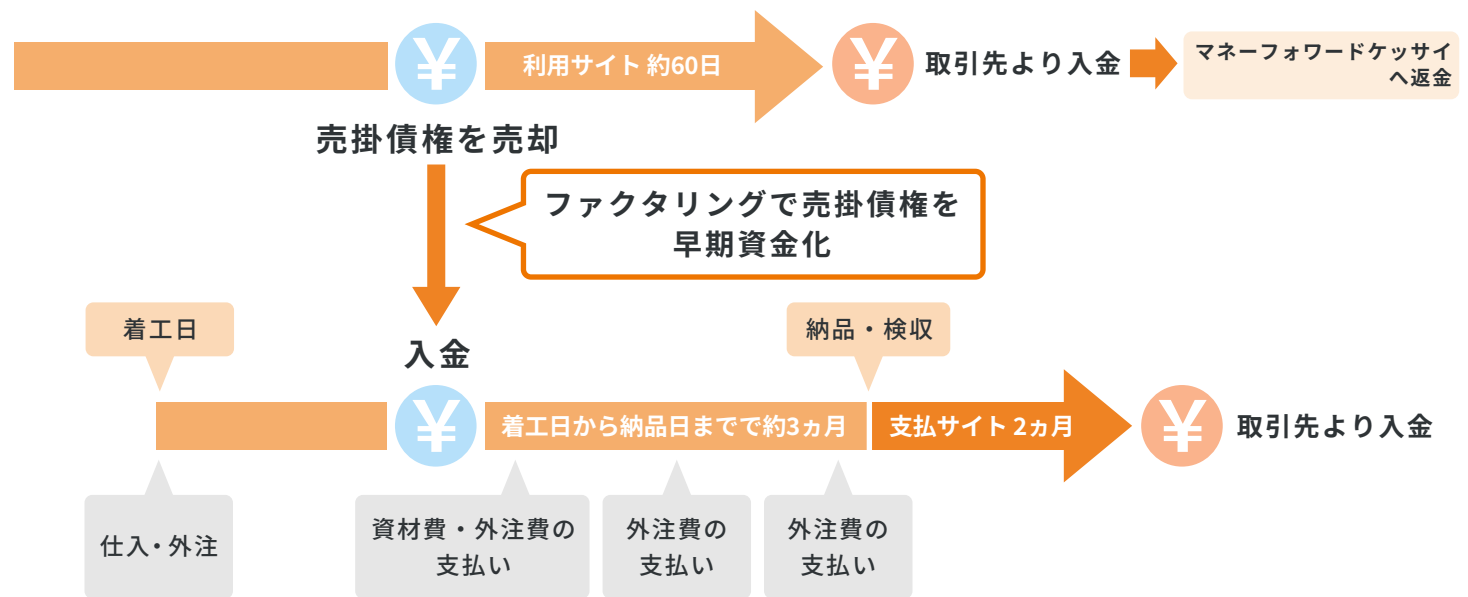 ¥
利用サイト 約60日
¥
取引先より入金
マネーフォワードケッサイ
へ返金
売掛債権を売却
ファクタリングで売掛債権を
早期資金化
着工日
入金
納品・検収
¥
着工日から納品日までで約3ヵ月
支払サイト 2ヵ月
¥
取引先より入金
仕入・外注
資材費・外注費の
支払い
外注費の
支払い
外注費の
支払い